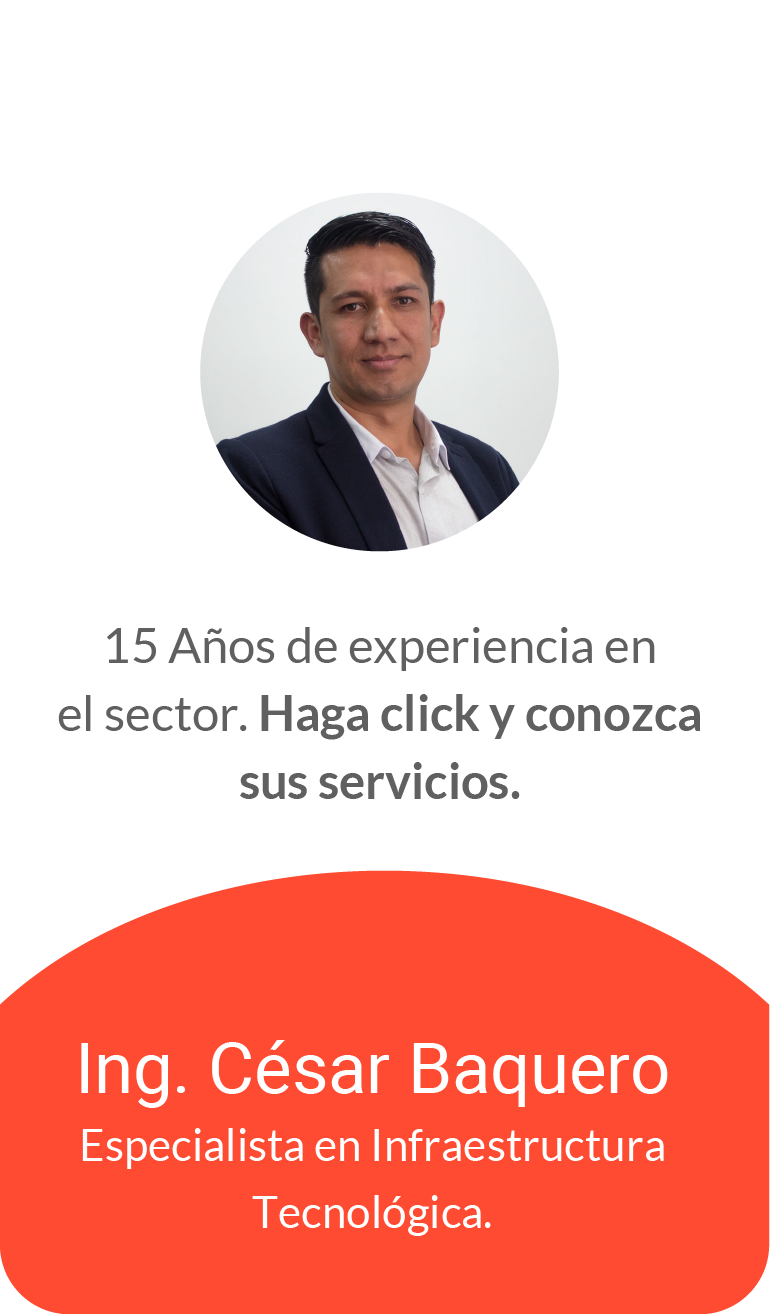 15 Años de experiencia en
el sector. Haga click y conozca
sus servicios.
Ing. César Baquero
Especialista en Infraestructura
Tecnológica.